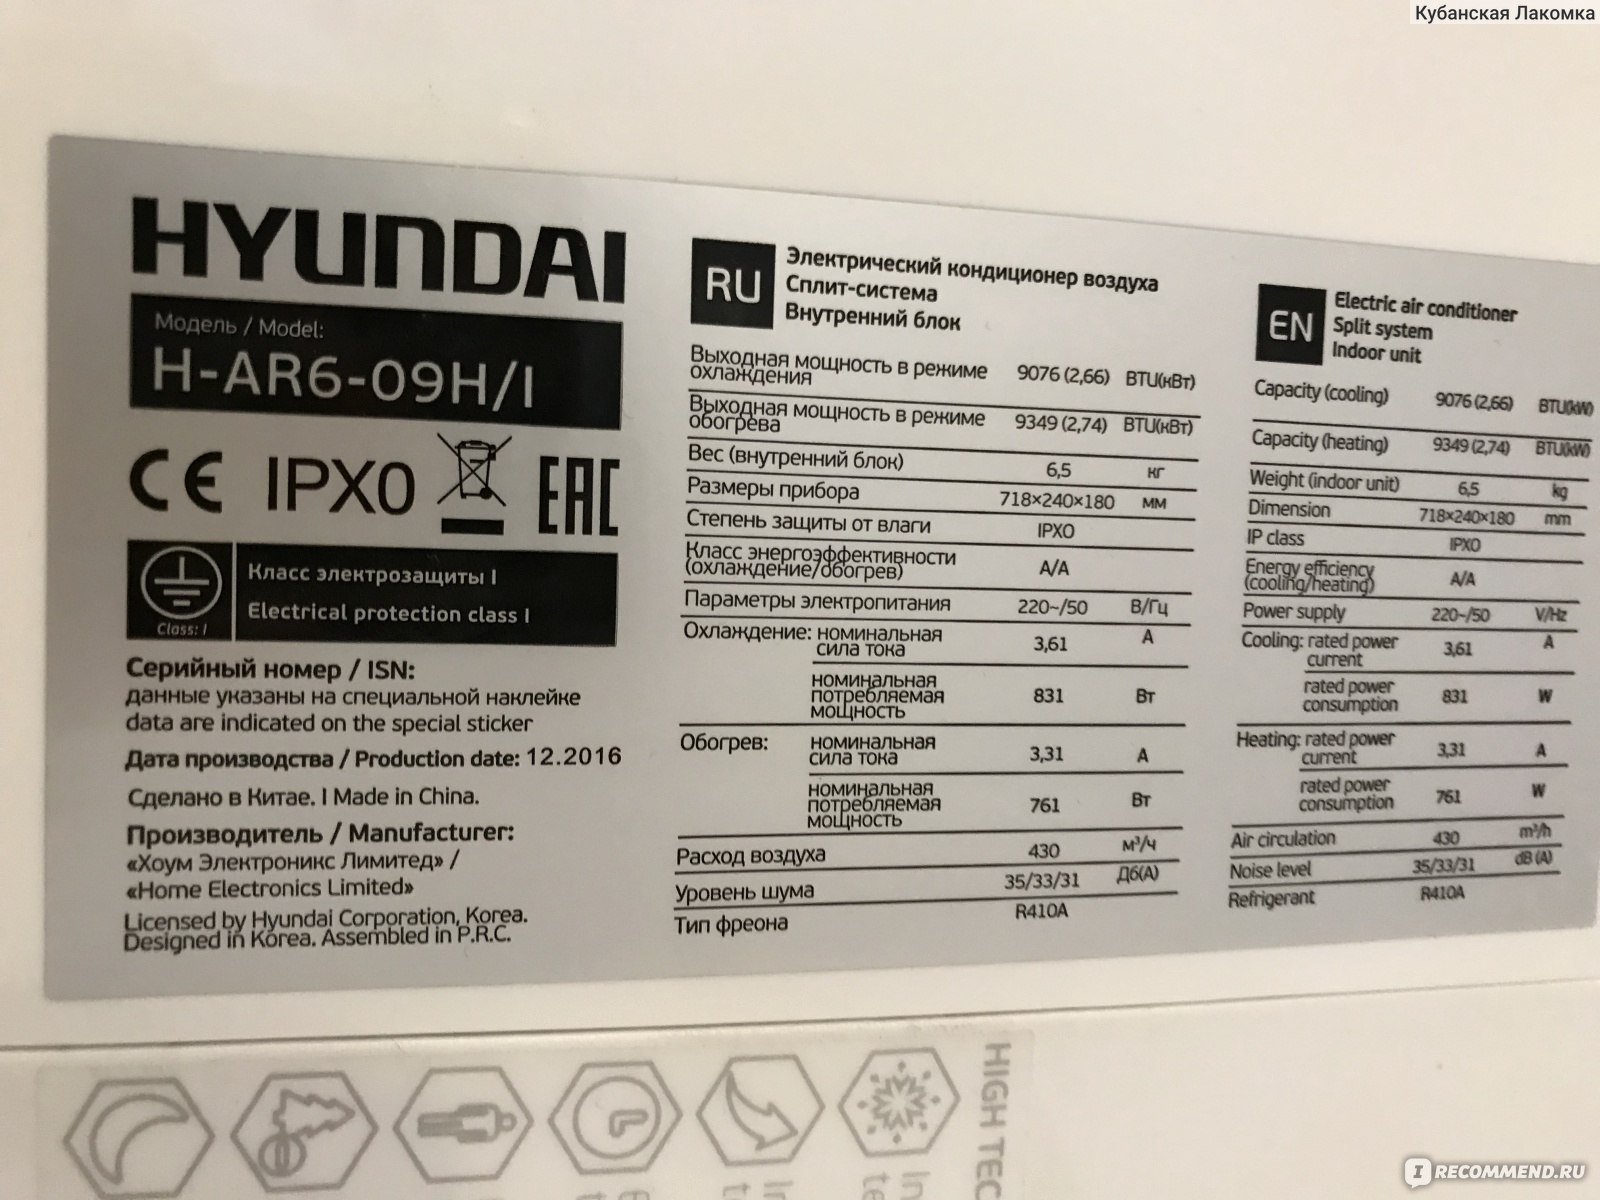 Кубанская Лакомка
HYUNDAI
Модель / Model:
H-AR6-09H/I
CE IPX0 EAC
Class: I
Класс электрозащиты I
Electrical protection class I
Серийный номер / ISN:
данные указаны на специальной наклейке
data are indicated on the special sticker
Дата производства / Production date: 12.2016
Сделано в Китае. I Made in China.
Производитель / Manufacturer:
«Хоум Электроникс Лимитед» /
«Home Electronics Limited»
Licensed by Hyundai Corporation, Korea.
Designed in Korea. Assembled in P.R.C.
RU
Электрический кондиционер воздуха
Сплит-система
Внутренний блок
Выходная мощность в режиме
охлаждения 9076 (2,66) BTU(кВт)
Выходная мощность в режиме
обогрева 9349 (2,74) BTU(кВт)
Вес (внутренний блок) 6,5 кг
Размеры прибора 718×240×180 мм
Степень защиты от влаги IPX0
Класс энергоэффективности
(охлаждение/обогрев) A/A
Параметры электропитания 220~/50 В/Гц
Охлаждение: номинальная
сила тока 3,61 А
номинальная
потребляемая
мощность 831 Вт
Обогрев: номинальная
сила тока 3,31 А
номинальная
потребляемая
мощность 761 Вт
Расход воздуха 430 м³/ч
Уровень шума 35/33/31 Дб(А)
Тип фреона R410A
EN
Electric air conditioner
Split system
Indoor unit
Capacity (cooling) 9076 (2,66) BTU(kW)
Capacity (heating) 9349 (2,74) BTU(kW)
Weight (indoor unit) 6,5 kg
Dimension 718×240×180 mm
IP class IPX0
Energy efficiency
(cooling/heating) A/A
Power supply 220~/50 V/Hz
Cooling: rated power
current 3,61 A
rated power
consumption 831 W
Heating: rated power
current 3,31 A
rated power
consumption 761 W
Air circulation 430 m³/h
Noise level 35/33/31 dB (A)
Refrigerant R410A
HIGH TEC
IRECOMMEND.RU